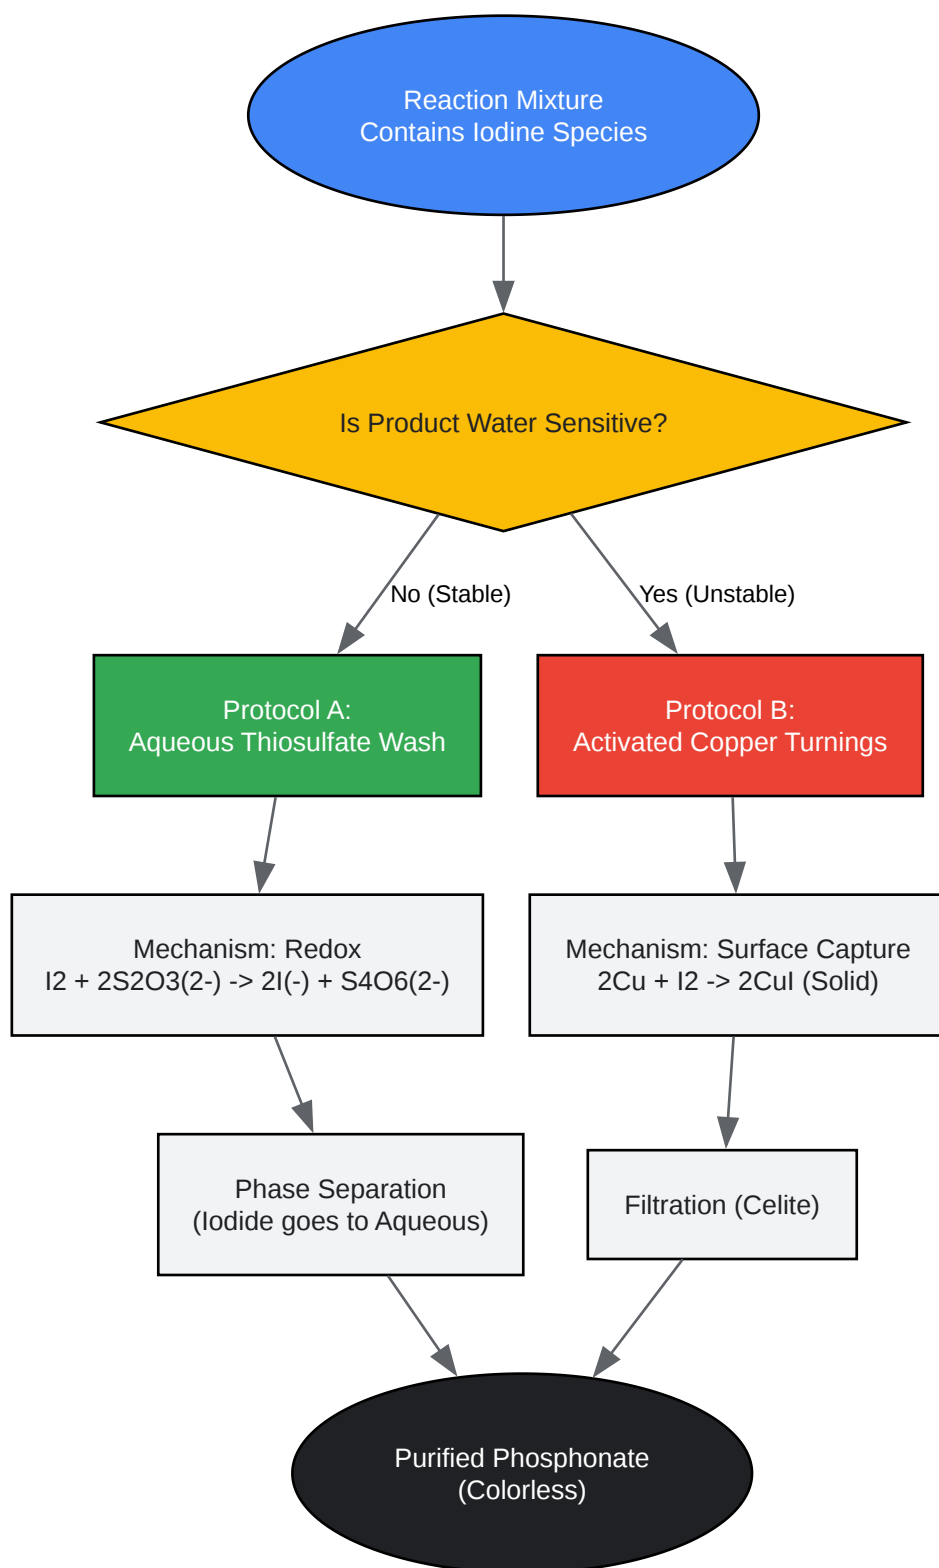 Reaction Mixture
Contains Iodine Species
Is Product Water Sensitive?
No (Stable)
Yes (Unstable)
Protocol A:
Aqueous Thiosulfate Wash
Protocol B:
Activated Copper Turnings
Mechanism: Redox
I2 + 2S2O3(2-) -> 2I(-) + S4O6(2-)
Mechanism: Surface Capture
2Cu + I2 -> 2CuI (Solid)
Phase Separation
(Iodide goes to Aqueous)
Filtration (Celite)
Purified Phosphonate
(Colorless)